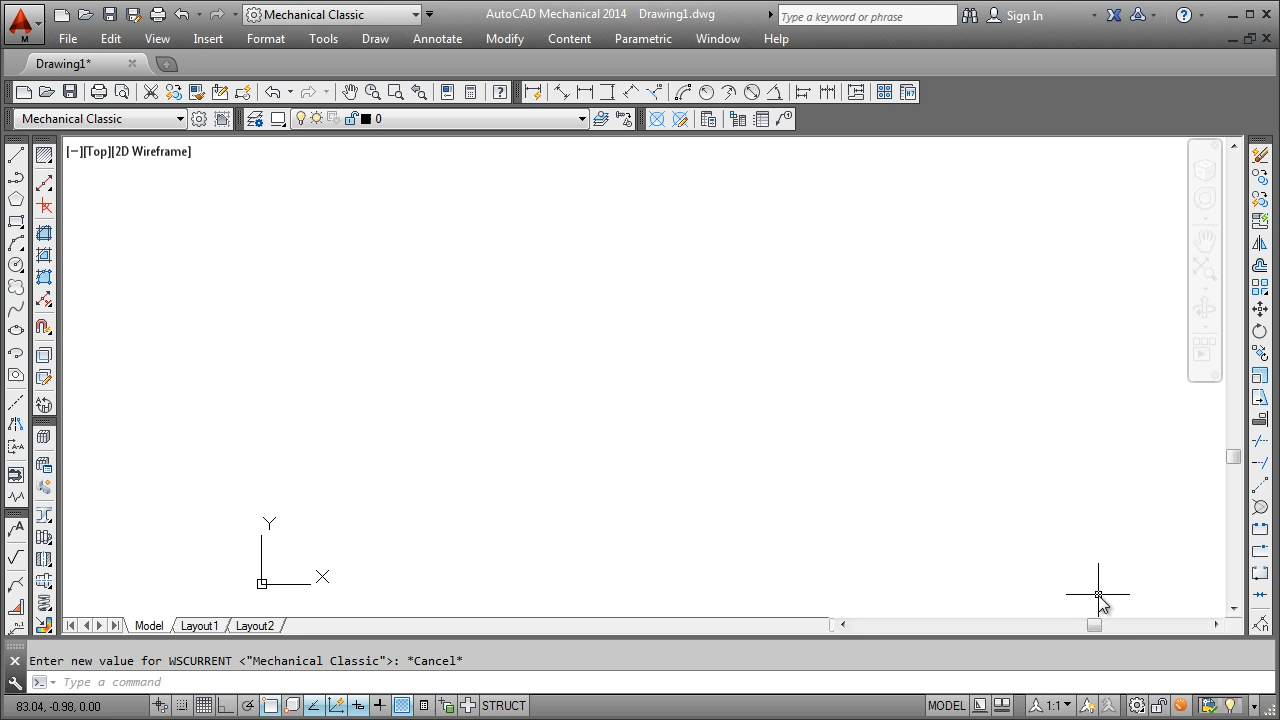 Mechanical Classic
AutoCAD Mechanical 2014 Drawing1.dwg
Type a keyword or phrase
Sign In
M
File Edit View Insert Format Tools Draw Annotate Modify Content Parametric Window Help
Drawing1*
Mechanical Classic
0
[−][Top][2D Wireframe]
Y
X
Model Layout1 Layout2
Enter new value for WSCURRENT <"Mechanical Classic">: *Cancel*
Type a command
83.04, -0.98, 0.00
STRUCT
MODEL
1:1